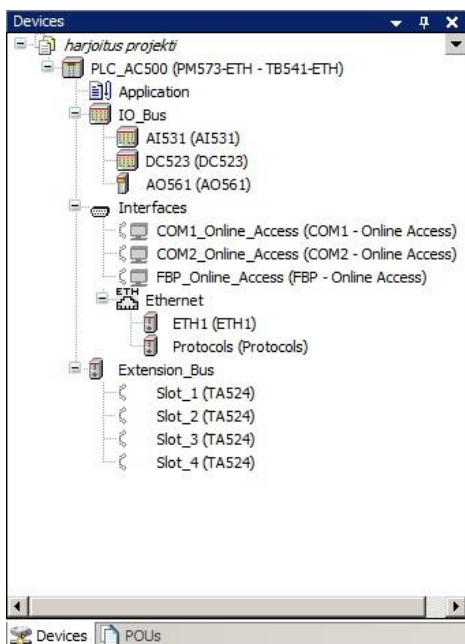 Devices
harjoitus projekti
PLC_AC500 (PM573-ETH - TB541-ETH)
Application
IO_Bus
AI531 (AI531)
DC523 (DC523)
AO561 (AO561)
Interfaces
COM1_Online_Access (COM1 - Online Access)
COM2_Online_Access (COM2 - Online Access)
FBP_Online_Access (FBP - Online Access)
ETH
Ethernet
ETH1 (ETH1)
Protocols (Protocols)
Extension_Bus
Slot_1 (TA524)
Slot_2 (TA524)
Slot_3 (TA524)
Slot_4 (TA524)
Devices POUs